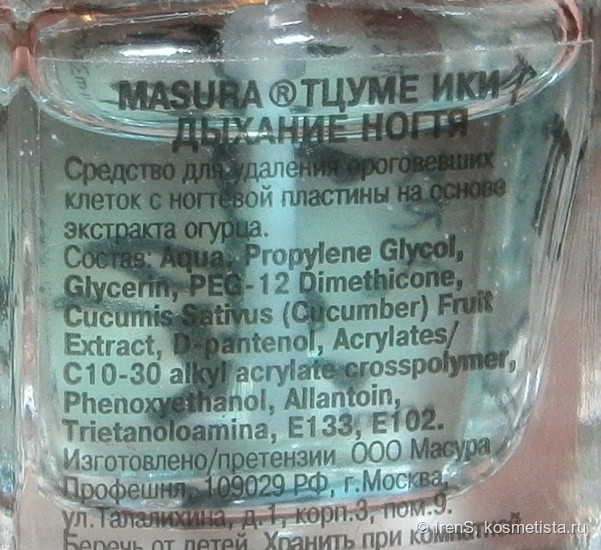 MASURA ® ТЦУМЕ ИКИ
ДЫХАНИЕ НОГТЯ
Средство для удаления ороговевших
клеток с ногтевой пластины на основе
экстракта огурца.
Состав: Aqua, Propylene Glycol,
Glycerin, PEG-12 Dimethicone,
Cucumis Sativus (Cucumber) Fruit
Extract, D-pantenol, Acrylates/
C10-30 alkyl acrylate crosspolymer,
Phenoxyethanol, Allantoin,
Trietanoloamina, E133, E102.
Изготовлено/претензии ООО Масура
Профешнл, 109029 РФ, г.Москва,
ул.Талалихина, д.1, корп.3, пом.9.
Беречь от детей. Хранить при
© IrenS, kosmetista.ru